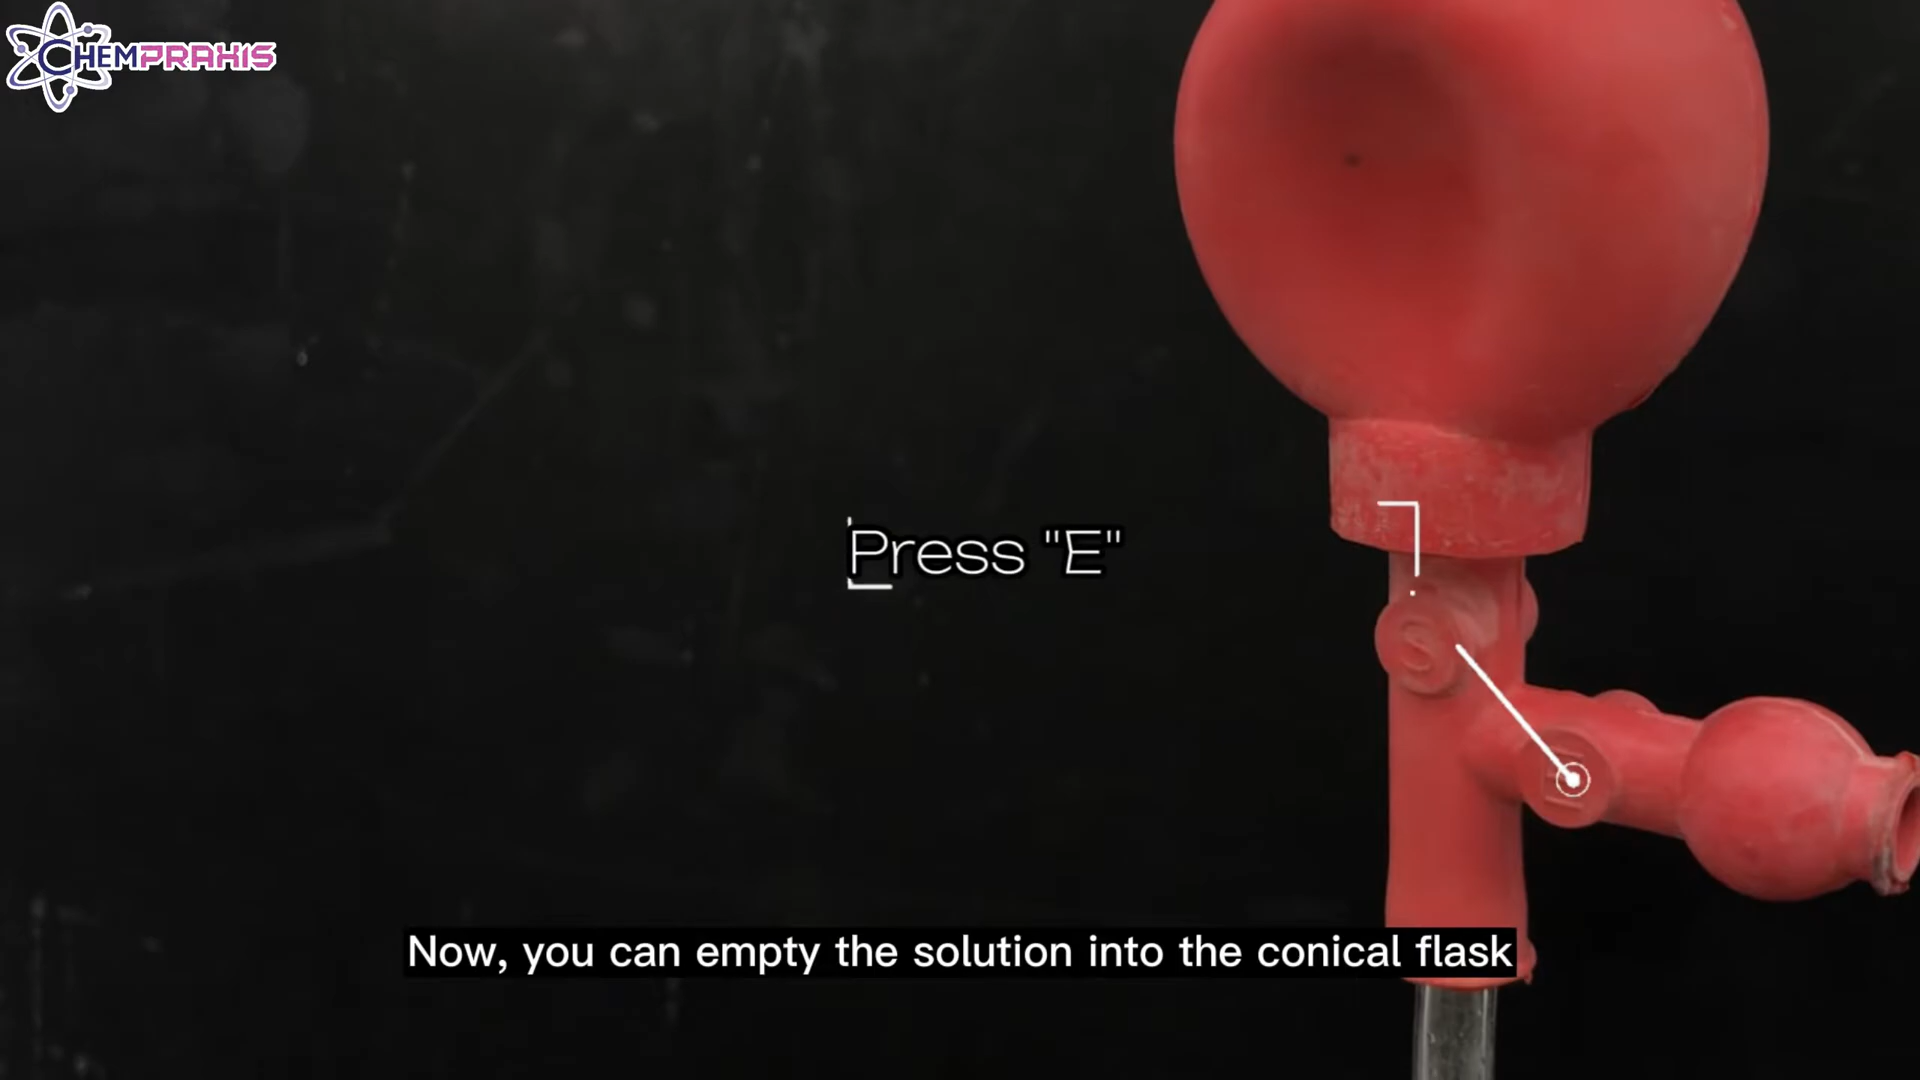 CHEMPRAXIS
Press "E"
S
E
Now, you can empty the solution into the conical flask